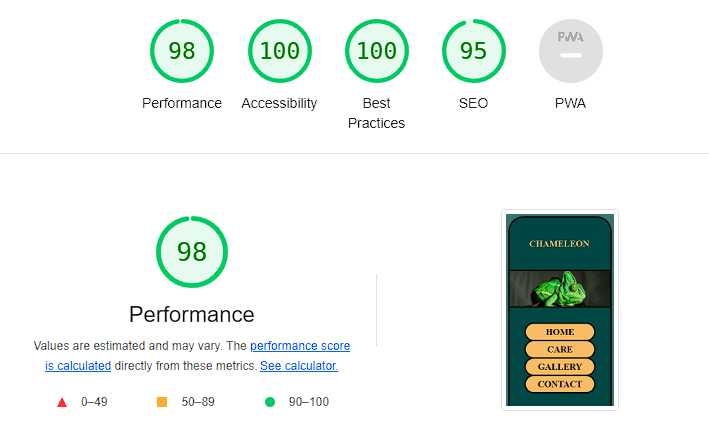 98
100
100
95
PWA
Performance
Accessibility
Best
Practices
SEO
PWA
98
Performance
Values are estimated and may vary. The performance score
is calculated directly from these metrics. See calculator.
0–49
50–89
90–100
CHAMELEON
HOME
CARE
GALLERY
CONTACT